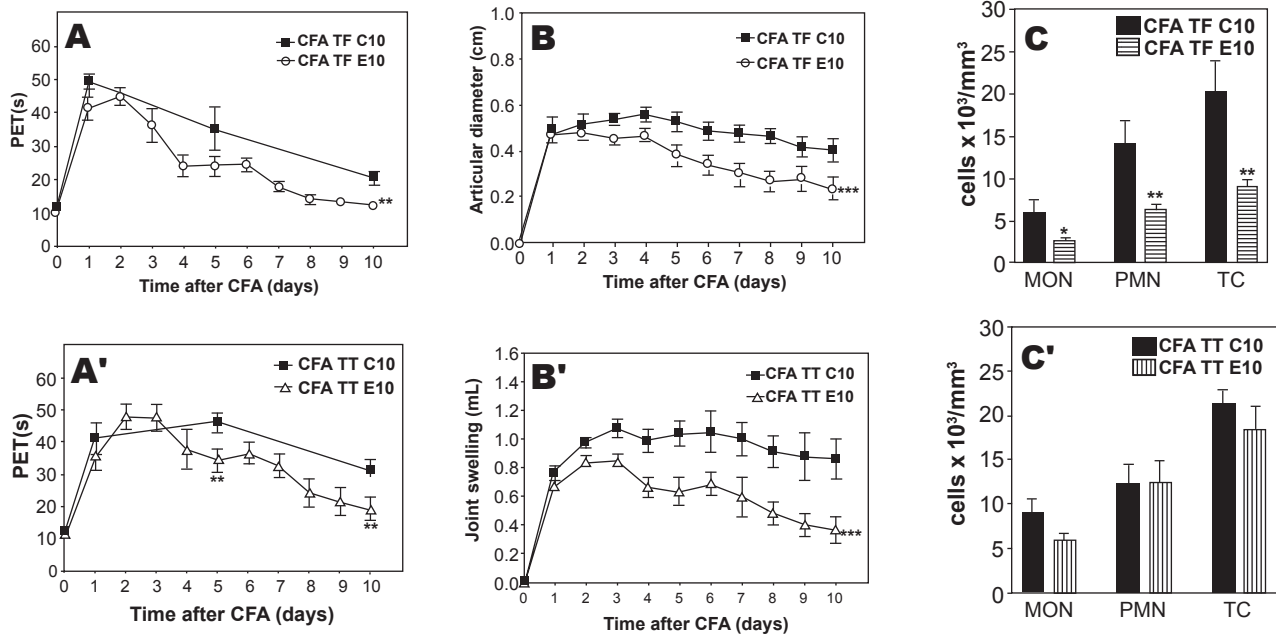 A
CFA TF C10
CFA TF E10
PET(s)
60
50
40
30
20
10
0
**
0 1 2 3 4 5 6 7 8 9 10
Time after CFA (days)
B
CFA TF C10
CFA TF E10
Articular diameter (cm)
1.0
0.8
0.6
0.4
0.2
0.0
***
0 1 2 3 4 5 6 7 8 9 10
Time after CFA (days)
C
CFA TF C10
CFA TF E10
cells x 10³/mm³
30
25
20
15
10
5
0
* ** **
MON PMN TC
A'
CFA TT C10
CFA TT E10
PET(s)
60
50
40
30
20
10
0
**
**
0 1 2 3 4 5 6 7 8 9 10
Time after CFA (days)
B'
CFA TT C10
CFA TT E10
Joint swelling (mL)
1.6
1.4
1.2
1.0
0.8
0.6
0.4
0.2
0.0
***
0 1 2 3 4 5 6 7 8 9 10
Time after CFA (days)
C'
CFA TT C10
CFA TT E10
cells x 10³/mm³
30
25
20
15
10
5
0
MON PMN TC